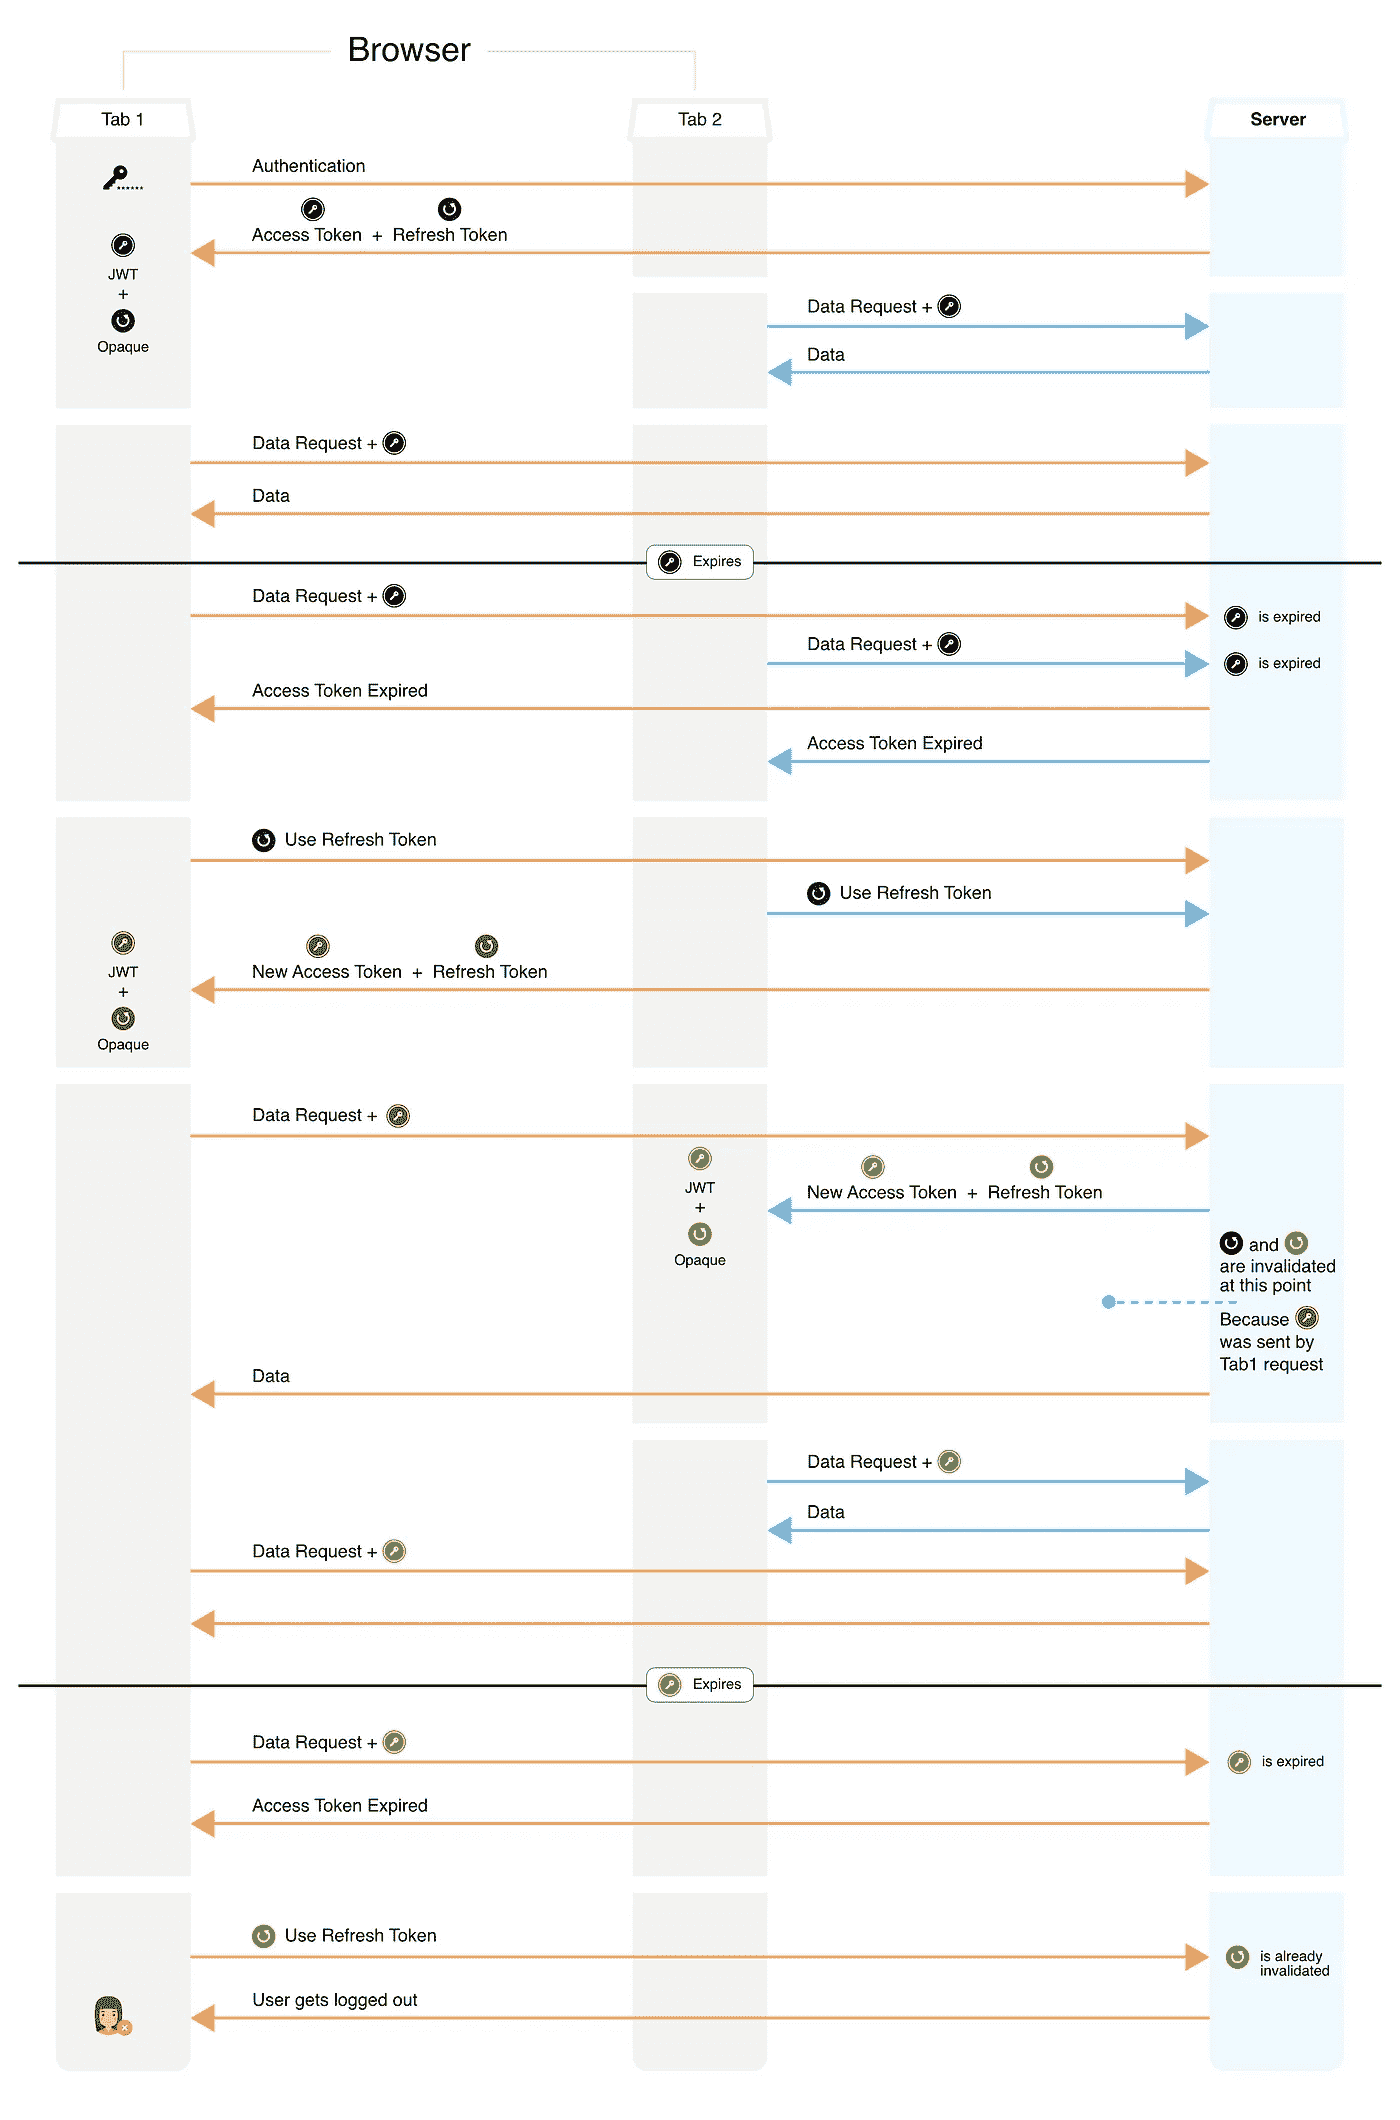 Browser
Tab 1
Tab 2
Server
Authentication
Access Token + Refresh Token
JWT
+
Opaque
Data Request +
Data
Data Request +
Data
Expires
Data Request +
is expired
Data Request +
is expired
Access Token Expired
Access Token Expired
Use Refresh Token
Use Refresh Token
New Access Token + Refresh Token
JWT
+
Opaque
Data Request +
New Access Token + Refresh Token
JWT
+
Opaque
and
are invalidated
at this point
Because
was sent by
Tab1 request
Data
Data Request +
Data
Data Request +
Expires
Data Request +
is expired
Access Token Expired
Use Refresh Token
is already
invalidated
User gets logged out